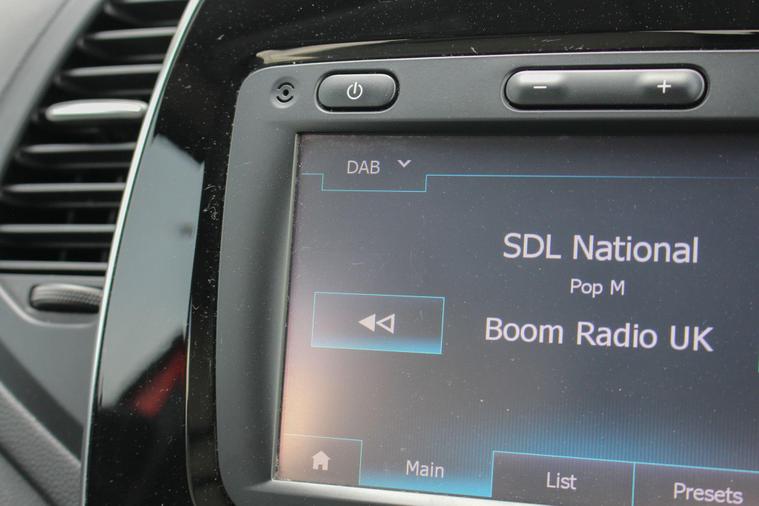 − +
DAB
SDL National
Pop M
Boom Radio UK
Main List Presets